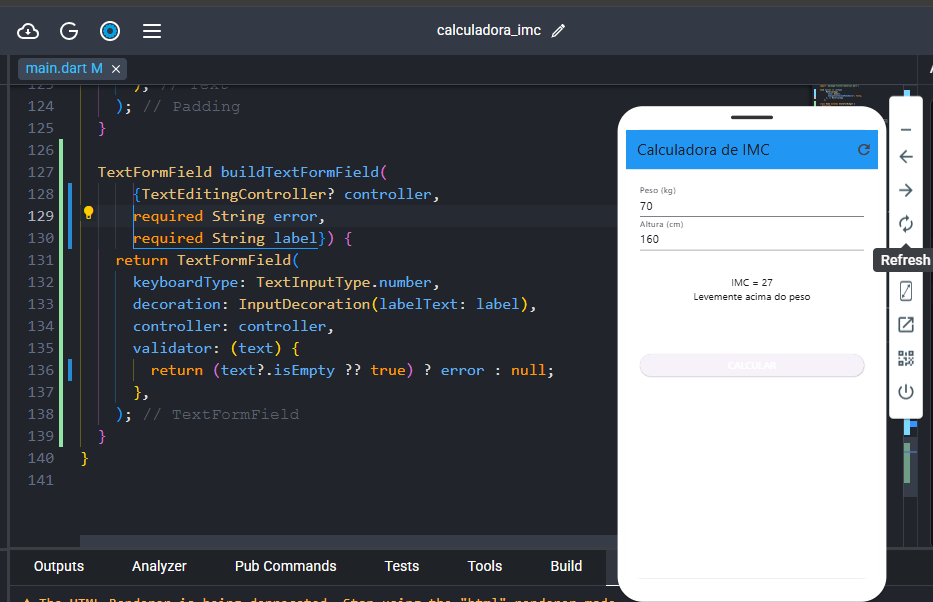 calculadora_imc
main.dart M ×
123 ); // Text
124 ); // Padding
125 }
126
127 TextFormField buildTextFormField(
128 {TextEditingController? controller,
129 required String error,
130 required String label}) {
131 return TextFormField(
132 keyboardType: TextInputType.number,
133 decoration: InputDecoration(labelText: label),
134 controller: controller,
135 validator: (text) {
136 return (text?.isEmpty ?? true) ? error : null;
137 },
138 ); // TextFormField
139 }
140 }
141
Calculadora de IMC
Peso (kg)
70
Altura (cm)
160
IMC = 27
Levemente acima do peso
CALCULAR
Refresh
Outputs Analyzer Pub Commands Tests Tools Build
The HTML Renderer is being deprecated. Stop using the "html" renderer mode